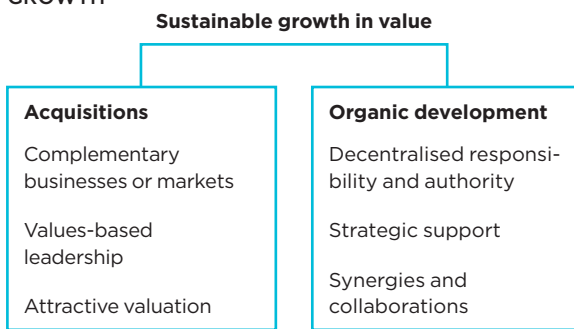 GROWTH
Sustainable growth in value
Acquisitions
Complementary
businesses or markets
Values-based
leadership
Attractive valuation
Organic development
Decentralised responsi-
bility and authority
Strategic support
Synergies and
collaborations